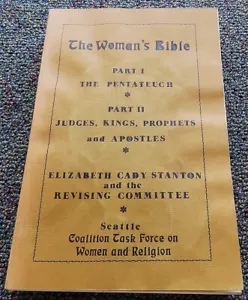 The Woman's Bible
PART I
THE PENTATEUCH
*
PART II
JUDGES, KINGS, PROPHETS
and APOSTLES
*
ELIZABETH CADY STANTON
and the
REVISING COMMITTEE
*
Seattle
Coalition Task Force on
Women and Religion